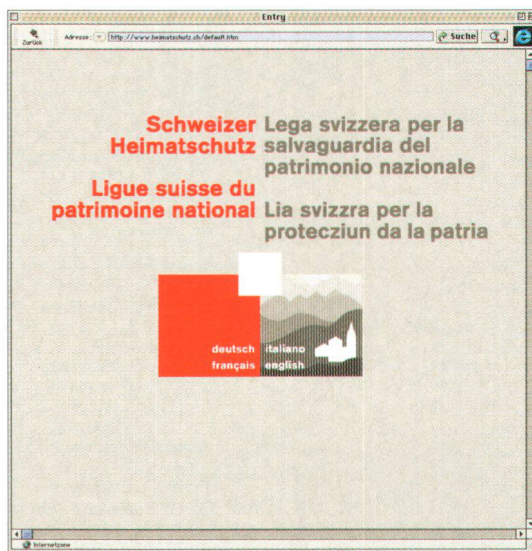 Entry
Zurück
Adresse: http://www.heimatschutz.ch/default.htm
Suche
Schweizer
Heimatschutz
Ligue suisse du
patrimoine national
Lega svizzera per la
salvaguardia del
patrimonio nazionale
Lia svizzra per la
protecziun da la patria
deutsch italiano
français english
Internetzone